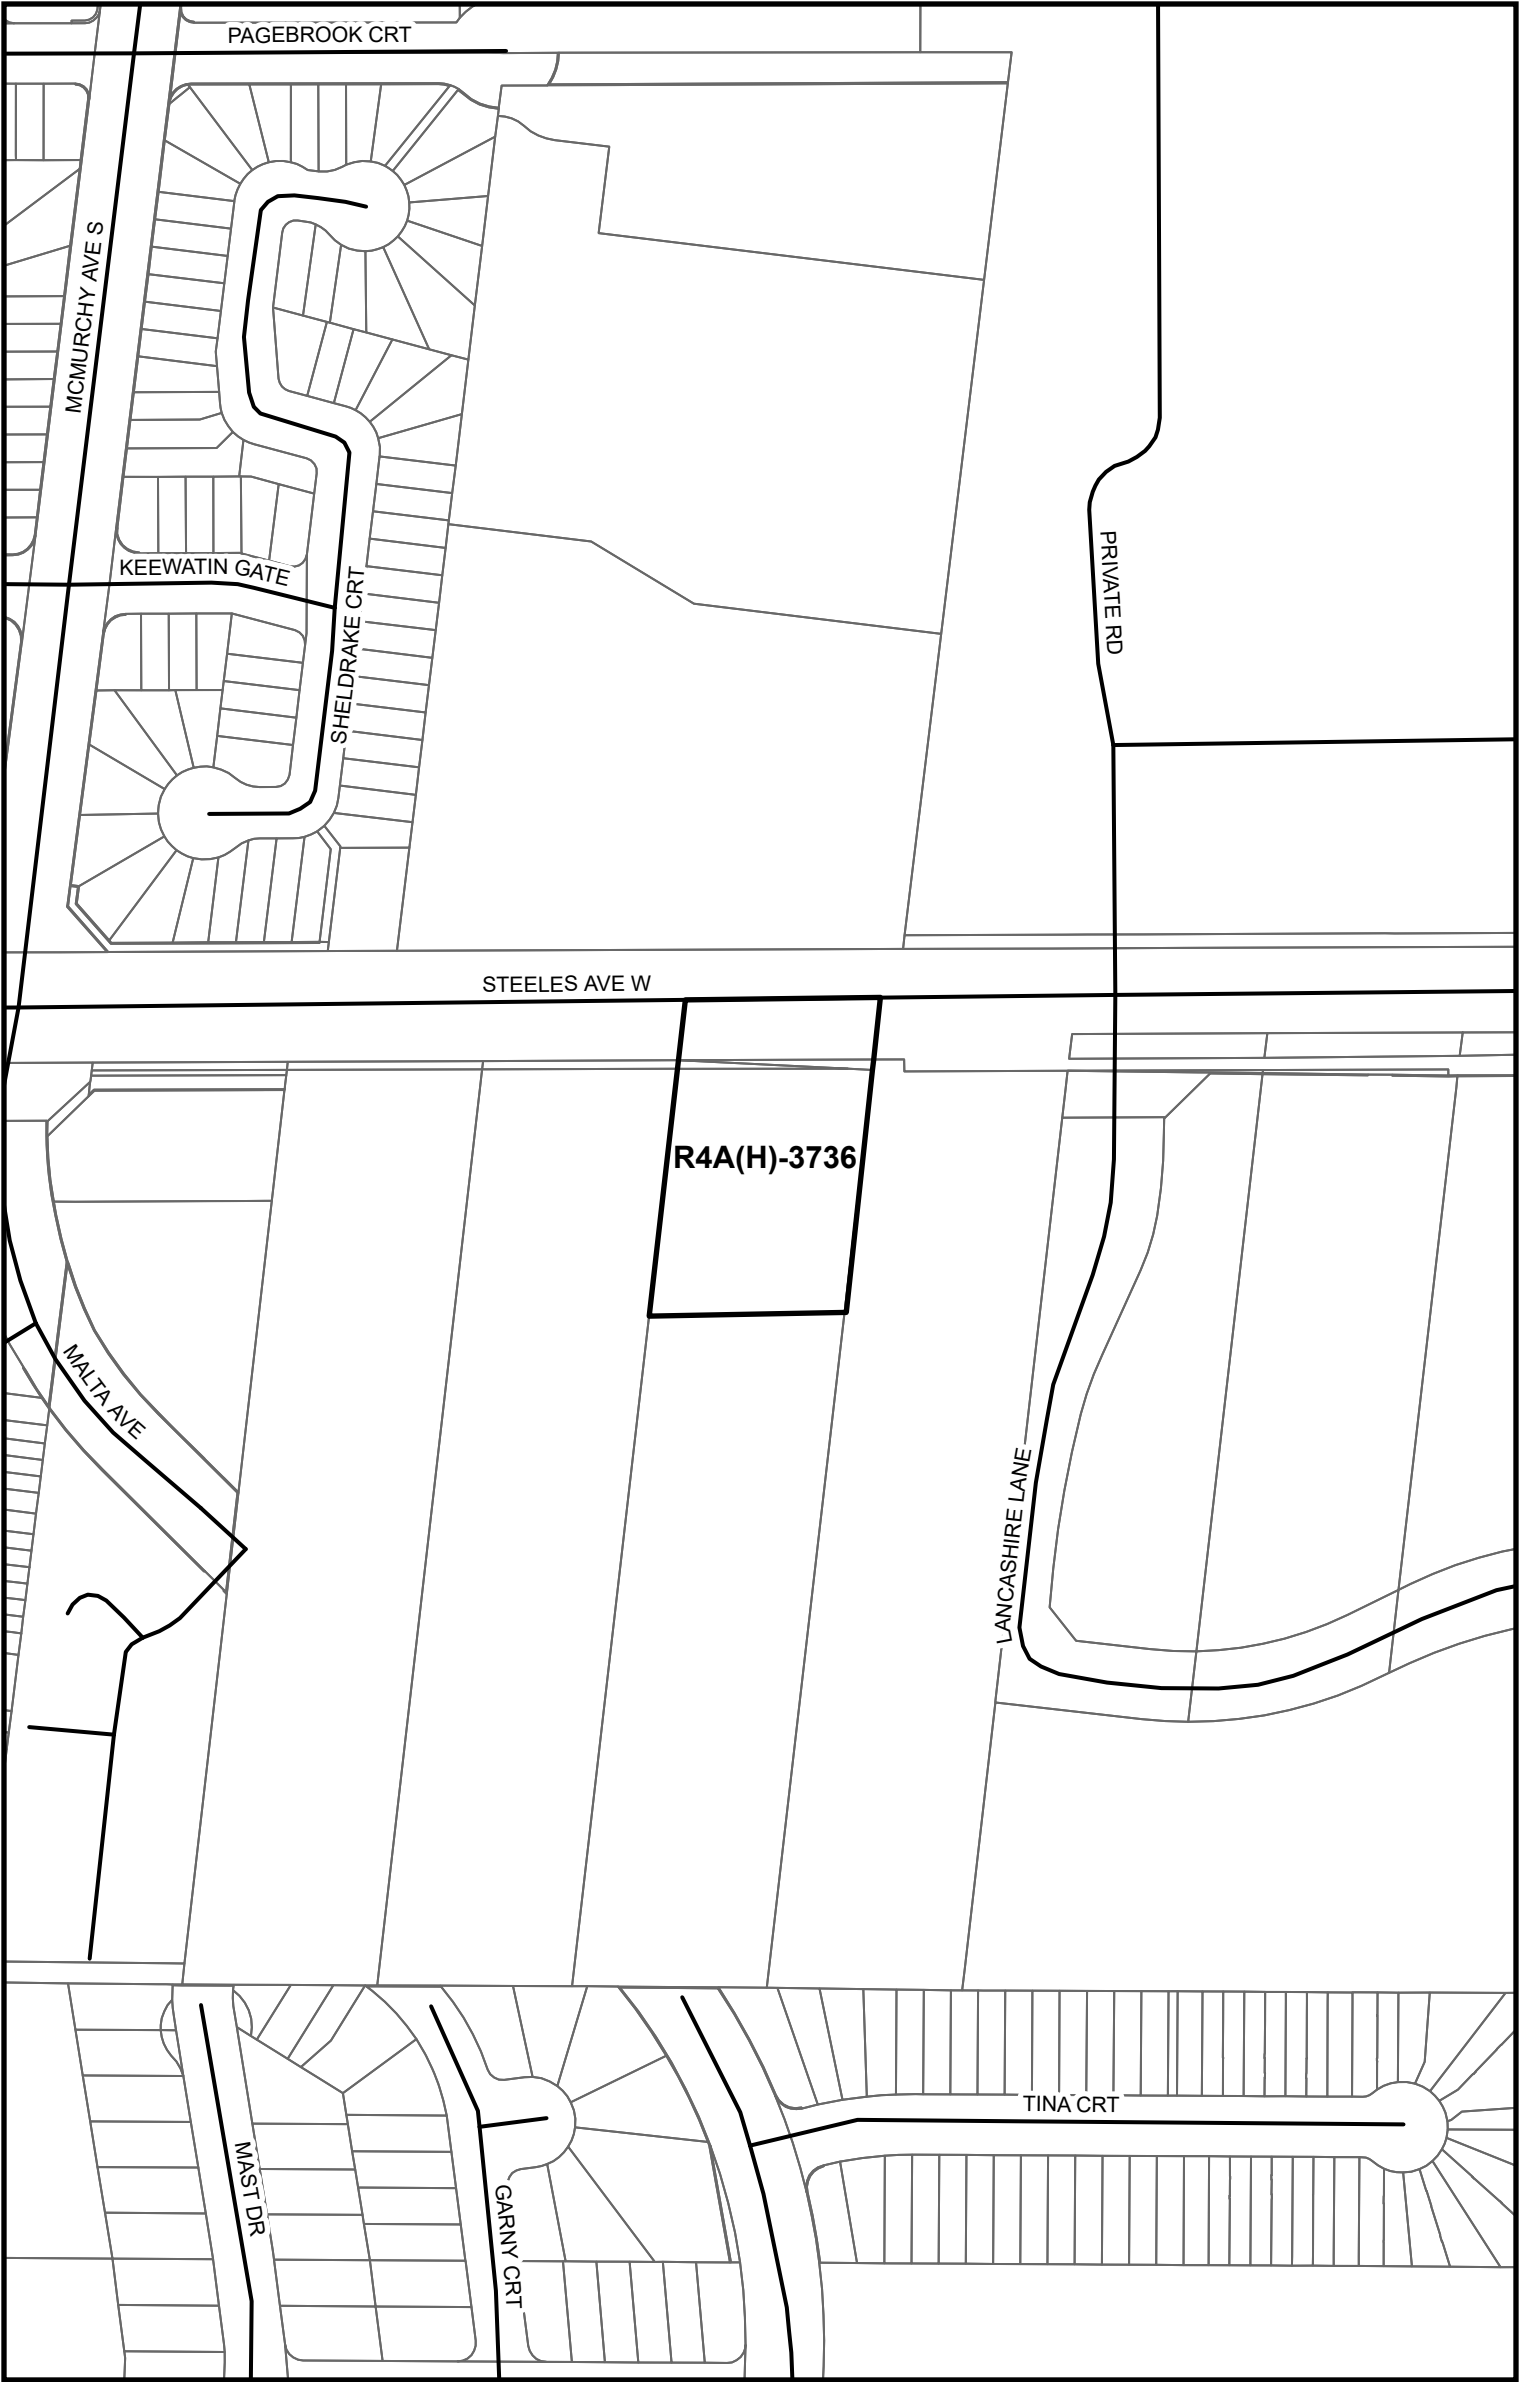 PAGEBROOK CRT
MCMURCHY AVE S
KEEWATIN GATE
SHELDRAKE CRT
PRIVATE RD
STEELES AVE W
R4A(H)-3736
MALTA AVE
LANCASHIRE LANE
TINA CRT
MAST DR
GARNY CRT